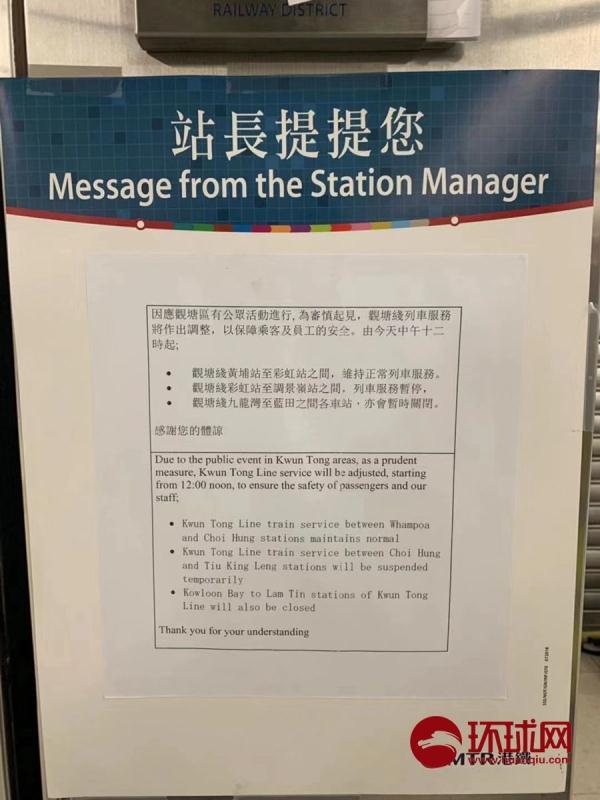 RAILWAY DISTRICT
站長提提您
Message from the Station Manager
因應觀塘區有公眾活動進行,為審慎起見，觀塘綫列車服務
將作出調整，以保障乘客及員工的安全。由今天中午十二
時起;
• 觀塘綫黃埔站至彩虹站之間，維持正常列車服務。
• 觀塘綫彩虹站至調景嶺站之間，列車服務暫停，
• 觀塘綫九龍灣至藍田之間各車站，亦會暫時關閉。
感謝您的體諒
Due to the public event in Kwun Tong areas, as a prudent
measure, Kwun Tong Line service will be adjusted, starting
from 12:00 noon, to ensure the safety of passengers and our
staff;
• Kwun Tong Line train service between Whampoa
and Choi Hung stations maintains normal
• Kwun Tong Line train service between Choi Hung
and Tiu King Leng stations will be suspended
temporarily
• Kowloon Bay to Lam Tin stations of Kwun Tong
Line will also be closed
Thank you for your understanding
环球网
MTR 港鐵